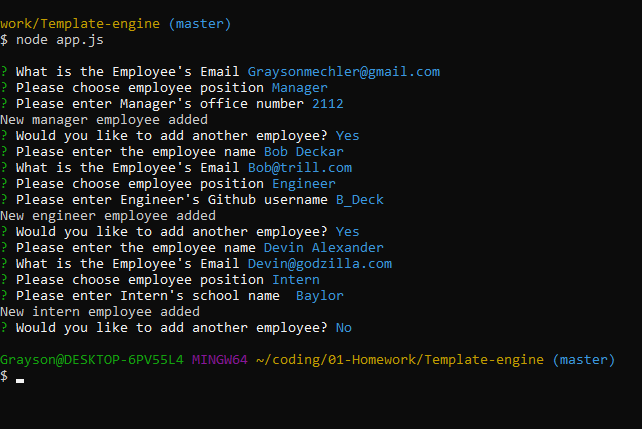 work/Template-engine (master)
$ node app.js
? What is the Employee's Email Graysonmechler@gmail.com
? Please choose employee position Manager
? Please enter Manager's office number 2112
New manager employee added
? Would you like to add another employee? Yes
? Please enter the employee name Bob Deckar
? What is the Employee's Email Bob@trill.com
? Please choose employee position Engineer
? Please enter Engineer's Github username B_Deck
New engineer employee added
? Would you like to add another employee? Yes
? Please enter the employee name Devin Alexander
? What is the Employee's Email Devin@godzilla.com
? Please choose employee position Intern
? Please enter Intern's school name  Baylor
New intern employee added
? Would you like to add another employee? No
Grayson@DESKTOP-6PV55L4 MINGW64 ~/coding/01-Homework/Template-engine (master)
$